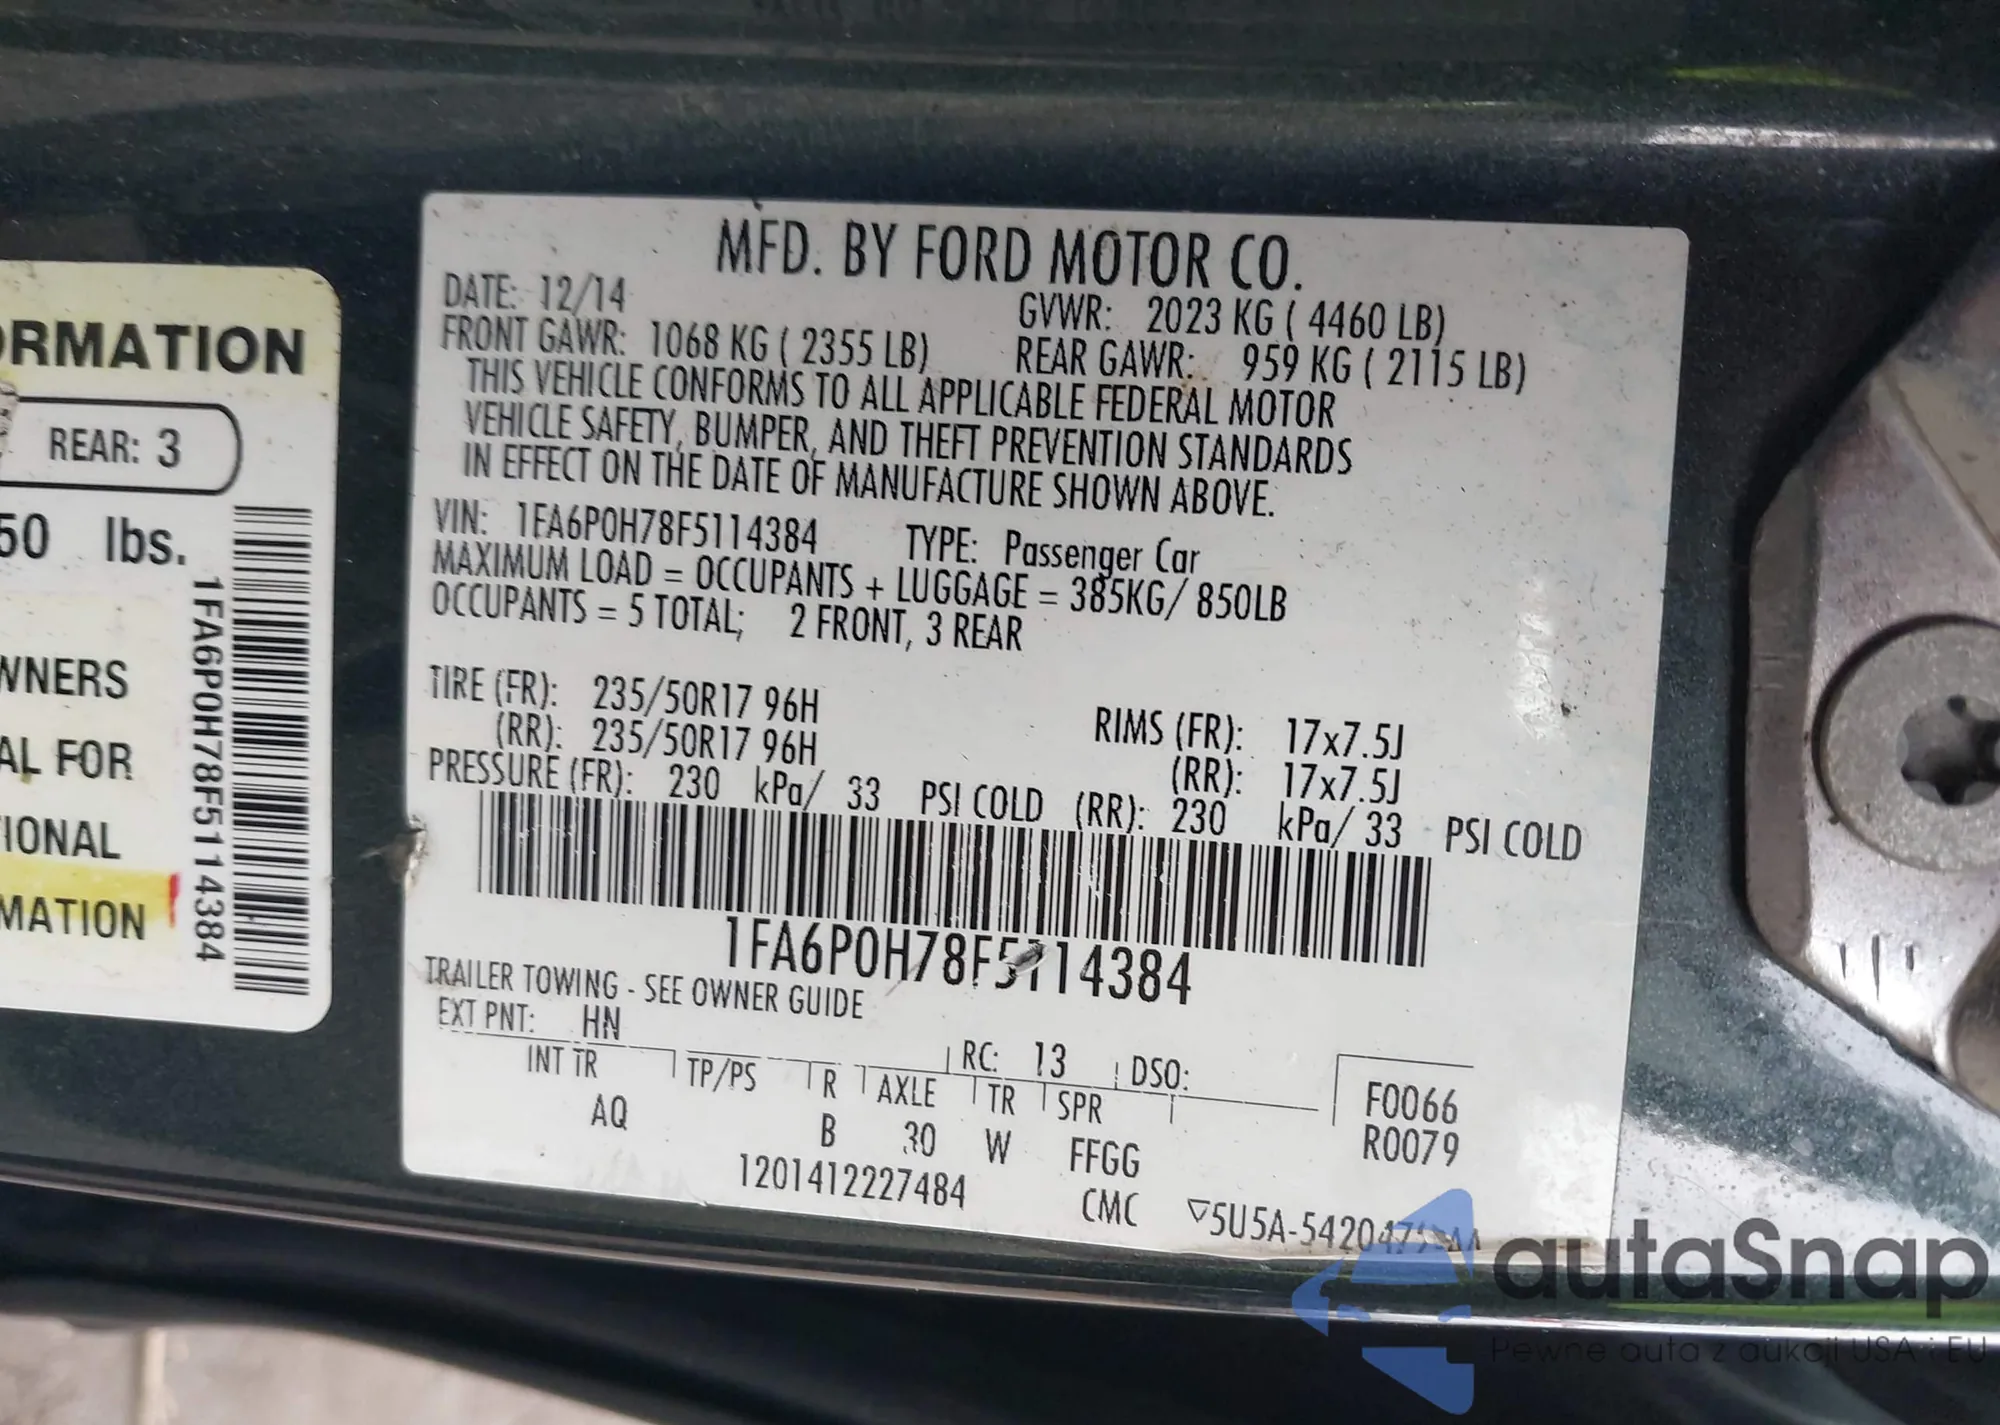 ORMATION
REAR: 3
50 lbs.
WNERS
AL FOR
IONAL
MATION
1FA6P0H78F5114384
MFD. BY FORD MOTOR CO.
DATE: 12/14
GVWR: 2023 KG ( 4460 LB)
FRONT GAWR: 1068 KG ( 2355 LB)
REAR GAWR: 959 KG ( 2115 LB)
THIS VEHICLE CONFORMS TO ALL APPLICABLE FEDERAL MOTOR
VEHICLE SAFETY, BUMPER, AND THEFT PREVENTION STANDARDS
IN EFFECT ON THE DATE OF MANUFACTURE SHOWN ABOVE.
VIN: 1FA6P0H78F5114384 TYPE: Passenger Car
MAXIMUM LOAD = OCCUPANTS + LUGGAGE = 385KG/ 850LB
OCCUPANTS = 5 TOTAL; 2 FRONT, 3 REAR
TIRE (FR): 235/50R17 96H RIMS (FR): 17x7.5J
(RR): 235/50R17 96H (RR): 17x7.5J
PRESSURE (FR): 230 kPa/ 33 PSI COLD (RR): 230 kPa/ 33 PSI COLD
1FA6P0H78F5114384
TRAILER TOWING - SEE OWNER GUIDE
EXT PNT: HN RC: 13 DSO:
INT TR TP/PS R AXLE TR SPR F0066
AQ B 30 W FFGG R0079
1201412227484 CMC
autaSnap
Pewne auta z aukcji USA i EU